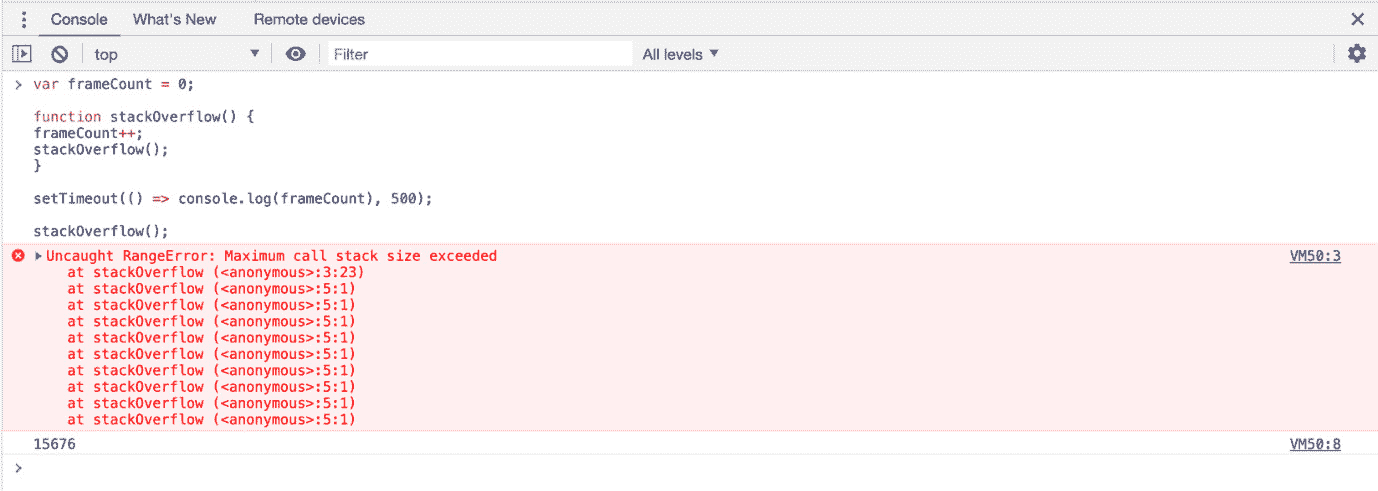 Console What's New Remote devices
top Filter All levels
var frameCount = 0;
function stackOverflow() {
frameCount++;
stackOverflow();
}
setTimeout(() => console.log(frameCount), 500);
stackOverflow();
Uncaught RangeError: Maximum call stack size exceeded VM50:3
at stackOverflow (<anonymous>:3:23)
at stackOverflow (<anonymous>:5:1)
at stackOverflow (<anonymous>:5:1)
at stackOverflow (<anonymous>:5:1)
at stackOverflow (<anonymous>:5:1)
at stackOverflow (<anonymous>:5:1)
at stackOverflow (<anonymous>:5:1)
at stackOverflow (<anonymous>:5:1)
at stackOverflow (<anonymous>:5:1)
at stackOverflow (<anonymous>:5:1)
15676 VM50:8